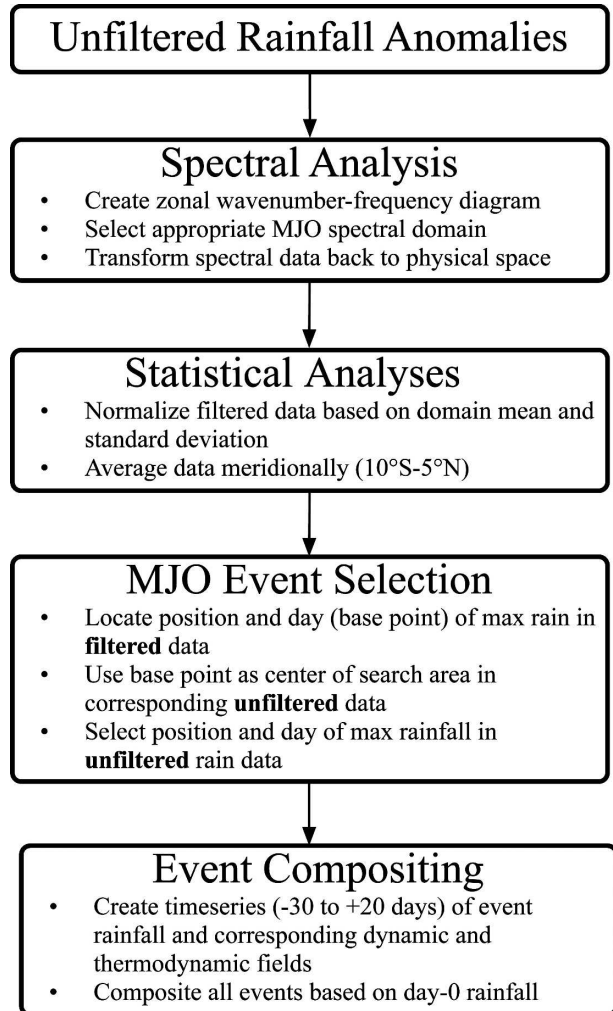 Unfiltered Rainfall Anomalies
Spectral Analysis
• Create zonal wavenumber-frequency diagram
• Select appropriate MJO spectral domain
• Transform spectral data back to physical space
Statistical Analyses
• Normalize filtered data based on domain mean and
standard deviation
• Average data meridionally (10°S-5°N)
MJO Event Selection
• Locate position and day (base point) of max rain in
filtered data
• Use base point as center of search area in
corresponding unfiltered data
• Select position and day of max rainfall in
unfiltered rain data
Event Compositing
• Create timeseries (-30 to +20 days) of event
rainfall and corresponding dynamic and
thermodynamic fields
• Composite all events based on day-0 rainfall